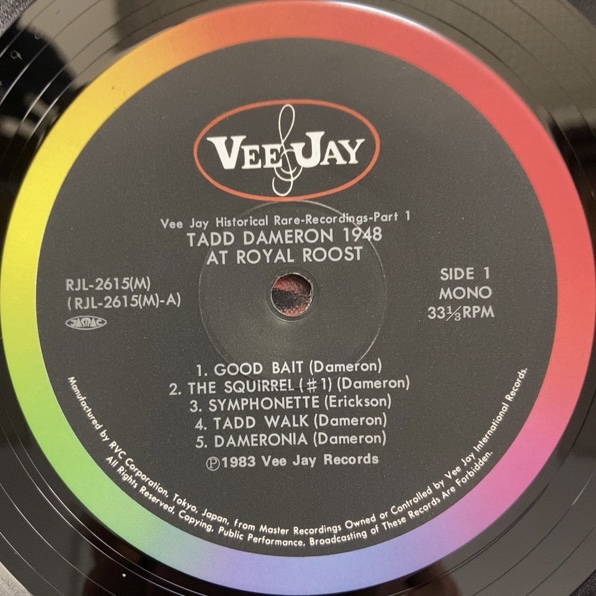 VEE JAY
Vee Jay Historical Rare-Recordings-Part 1
TADD DAMERON 1948
AT ROYAL ROOST
RJL-2615(M)
(RJL-2615(M)-A)
JASRAC
SIDE 1
MONO
33⅓RPM
1. GOOD BAIT (Dameron)
2. THE SQUIRREL (♯1) (Dameron)
3. SYMPHONETTE (Erickson)
4. TADD WALK (Dameron)
5. DAMERONIA (Dameron)
℗1983 Vee Jay Records
Manufactured by RVC Corporation, Tokyo, Japan, from Master Recordings Owned or Controlled by Vee Jay International Records.
All Rights Reserved. Copying, Public Performance, Broadcasting of These Records Are Forbidden.